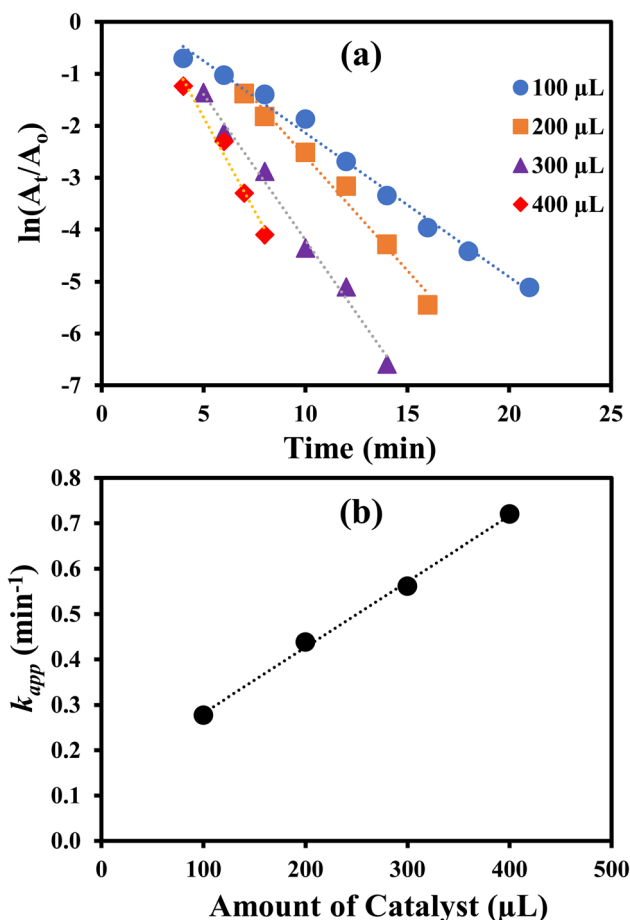 (a)
0
-1
-2
-3
-4
-5
-6
-7
ln(Aₜ/Aₒ)
100 µL
200 µL
300 µL
400 µL
0 5 10 15 20 25
Time (min)
(b)
0.8
0.7
0.6
0.5
0.4
0.3
0.2
0.1
0.0
k_app (min⁻¹)
0 100 200 300 400 500
Amount of Catalyst (µL)